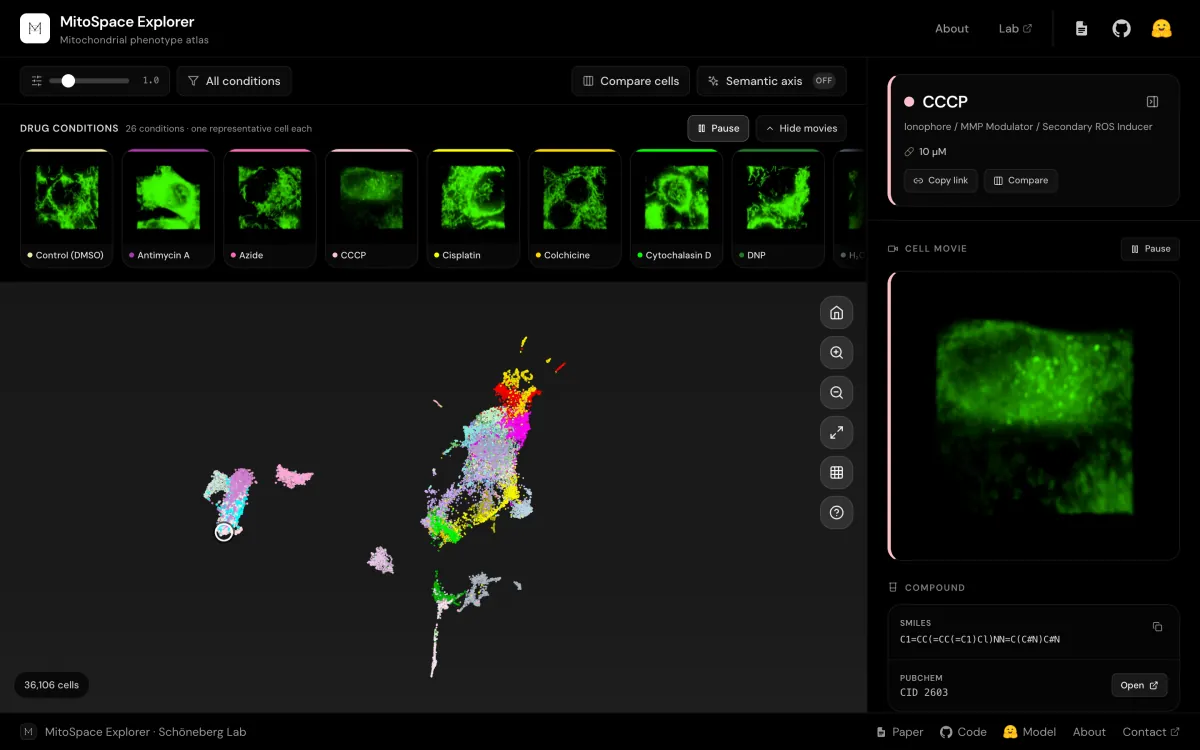 M
MitoSpace Explorer
Mitochondrial phenotype atlas
About
Lab
1.0
All conditions
Compare cells
Semantic axis OFF
DRUG CONDITIONS 26 conditions · one representative cell each
Pause
Hide movies
Control (DMSO)
Antimycin A
Azide
CCCP
Cisplatin
Colchicine
Cytochalasin D
DNP
36,106 cells
CCCP
Ionophore / MMP Modulator / Secondary ROS Inducer
10 µM
Copy link
Compare
CELL MOVIE
Pause
COMPOUND
SMILES
C1=CC(=CC(=C1)Cl)NN=C(C#N)C#N
PUBCHEM
CID 2603
Open
M
MitoSpace Explorer · Schöneberg Lab
Paper
Code
Model
About
Contact